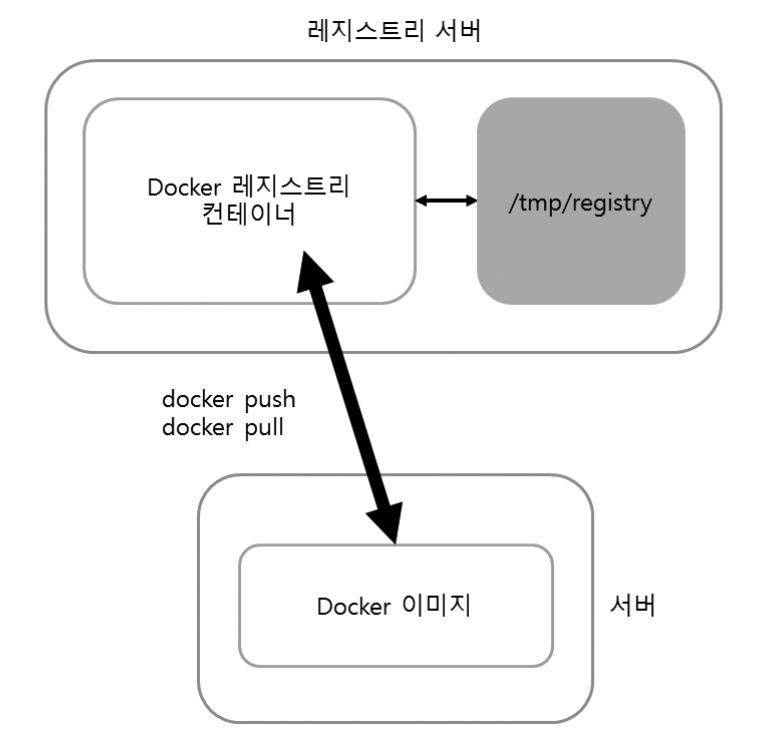 레지스트리 서버
Docker 레지스트리
컨테이너
/tmp/registry
docker push
docker pull
Docker 이미지
서버